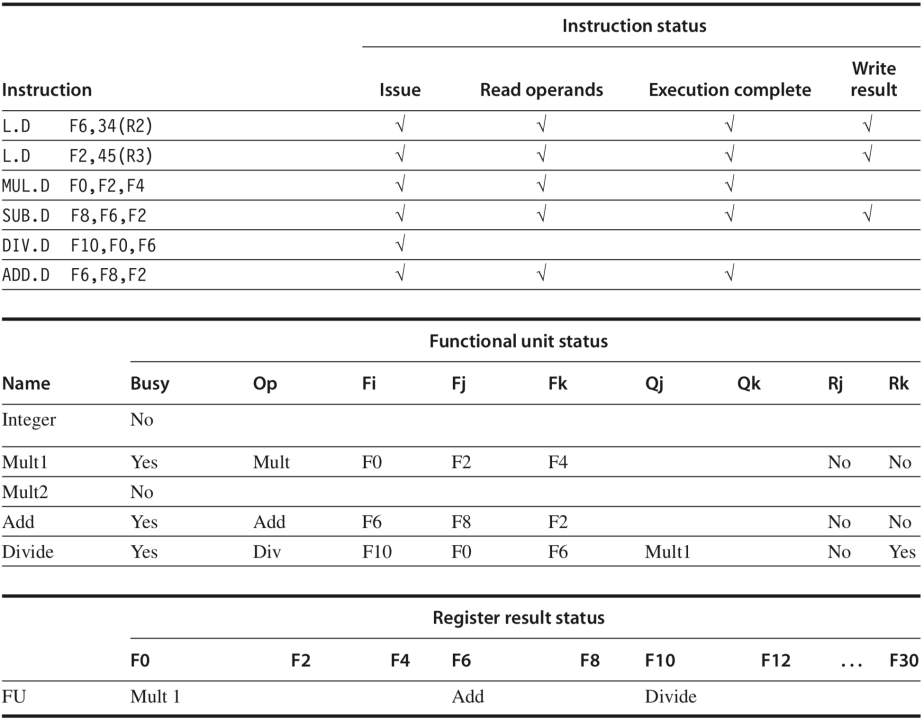 Instruction status
Instruction Issue Read operands Execution complete Write result
L.D F6,34(R2) √ √ √ √
L.D F2,45(R3) √ √ √ √
MUL.D F0,F2,F4 √ √ √
SUB.D F8,F6,F2 √ √ √ √
DIV.D F10,F0,F6 √
ADD.D F6,F8,F2 √ √ √
Functional unit status
Name Busy Op Fi Fj Fk Qj Qk Rj Rk
Integer No
Mult1 Yes Mult F0 F2 F4 No No
Mult2 No
Add Yes Add F6 F8 F2 No No
Divide Yes Div F10 F0 F6 Mult1 No Yes
Register result status
F0 F2 F4 F6 F8 F10 F12 ... F30
FU Mult 1 Add Divide